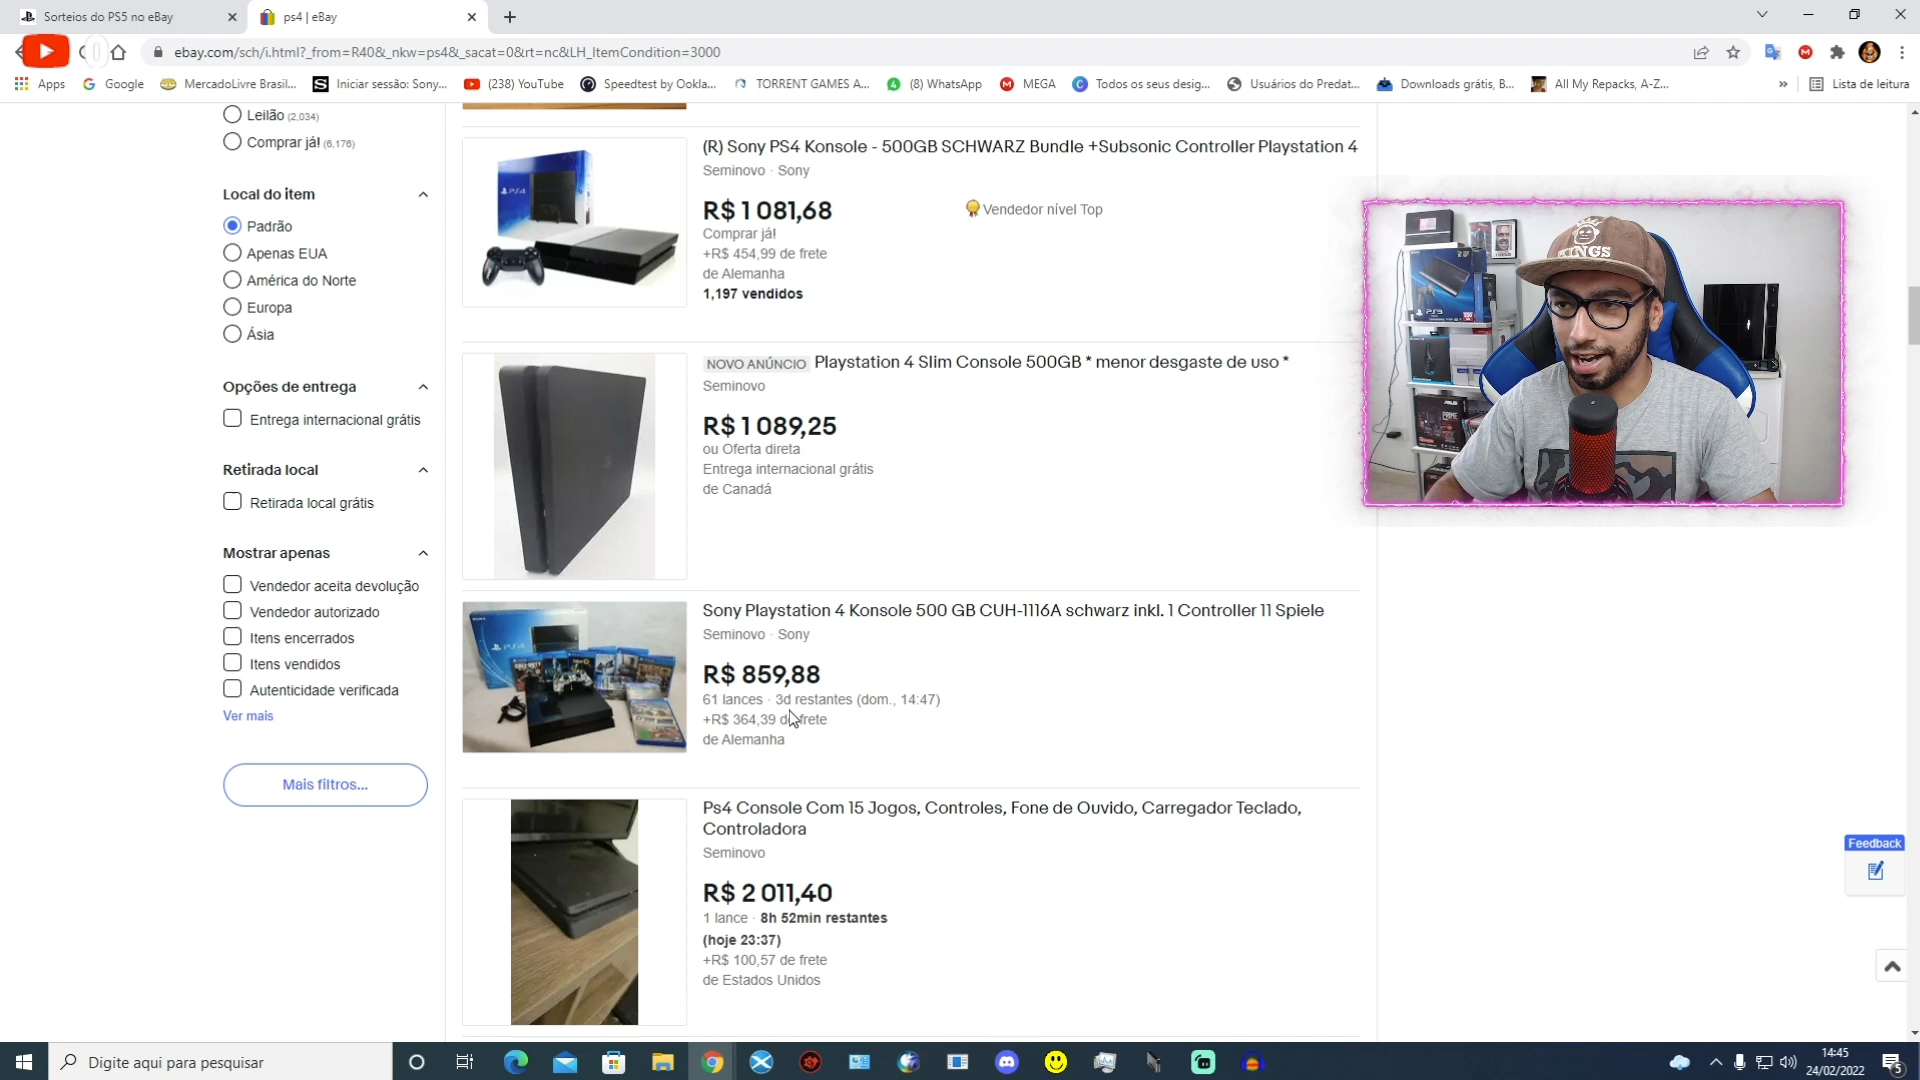 Sorteios do PS5 no eBay
ps4 | eBay
ebay.com/sch/i.html?_from=R40&_nkw=ps4&_sacat=0&rt=nc&LH_ItemCondition=3000
Apps
Google
MercadoLivre Brasil...
Iniciar sessão: Sony...
(238) YouTube
Speedtest by Ookla...
TORRENT GAMES A...
(8) WhatsApp
MEGA
Todos os seus desig...
Usuários do Predat...
Downloads grátis, B...
All My Repacks, A-Z...
»
Lista de leitura
Leilão (2,034)
Comprar já! (6,176)
Local do item
Padrão
Apenas EUA
América do Norte
Europa
Ásia
Opções de entrega
Entrega internacional grátis
Retirada local
Retirada local grátis
Mostrar apenas
Vendedor aceita devolução
Vendedor autorizado
Itens encerrados
Itens vendidos
Autenticidade verificada
Ver mais
Mais filtros...
(R) Sony PS4 Konsole - 500GB SCHWARZ Bundle +Subsonic Controller Playstation 4
Seminovo · Sony
R$ 1 081,68
Vendedor nível Top
Comprar já!
+R$ 454,99 de frete
de Alemanha
1,197 vendidos
NOVO ANÚNCIO Playstation 4 Slim Console 500GB * menor desgaste de uso *
Seminovo
R$ 1 089,25
ou Oferta direta
Entrega internacional grátis
de Canadá
Sony Playstation 4 Konsole 500 GB CUH-1116A schwarz inkl. 1 Controller 11 Spiele
Seminovo · Sony
R$ 859,88
61 lances · 3d restantes (dom., 14:47)
+R$ 364,39 de frete
de Alemanha
Ps4 Console Com 15 Jogos, Controles, Fone de Ouvido, Carregador Teclado,
Controladora
Seminovo
R$ 2 011,40
1 lance · 8h 52min restantes
(hoje 23:37)
+R$ 100,57 de frete
de Estados Unidos
PS4
PS4
KINGS
PS3
ASUS
PRIME
Feedback
Digite aqui para pesquisar
14:45
24/02/2022
5